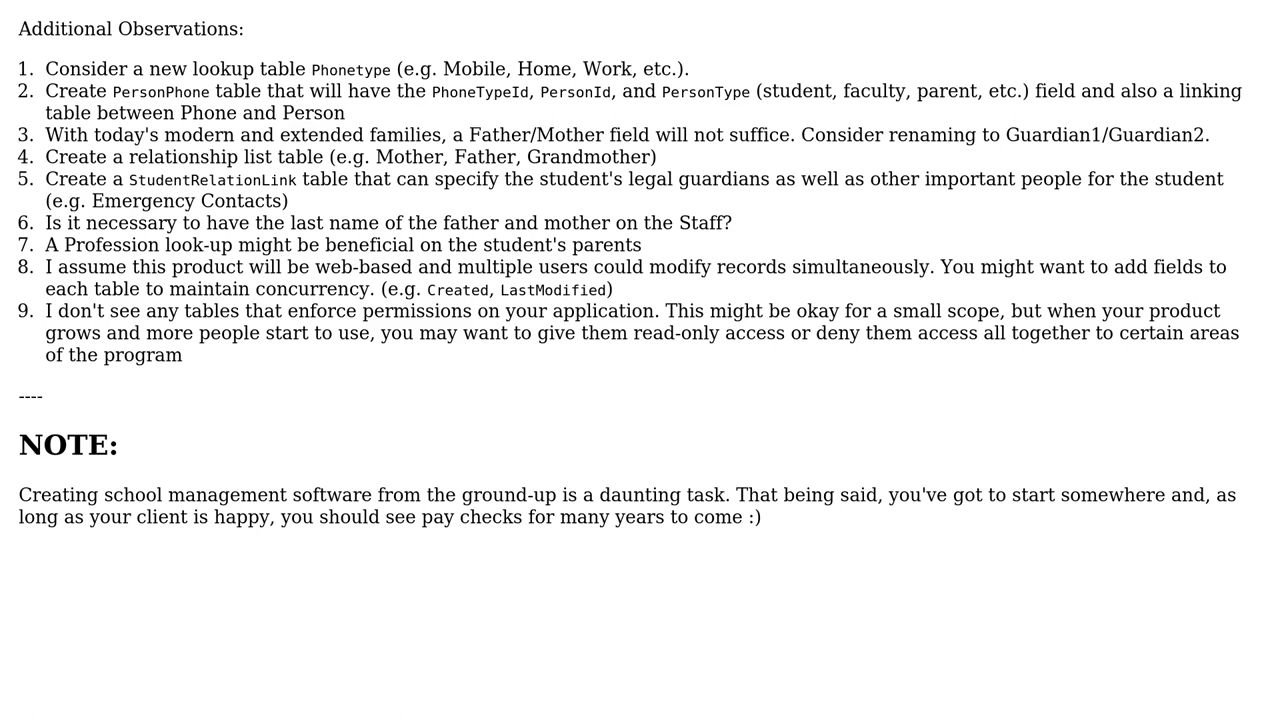 Additional Observations:
1. Consider a new lookup table Phonetype (e.g. Mobile, Home, Work, etc.).
2. Create PersonPhone table that will have the PhoneTypeId, PersonId, and PersonType (student, faculty, parent, etc.) field and also a linking
table between Phone and Person
3. With today's modern and extended families, a Father/Mother field will not suffice. Consider renaming to Guardian1/Guardian2.
4. Create a relationship list table (e.g. Mother, Father, Grandmother)
5. Create a StudentRelationLink table that can specify the student's legal guardians as well as other important people for the student
(e.g. Emergency Contacts)
6. Is it necessary to have the last name of the father and mother on the Staff?
7. A Profession look-up might be beneficial on the student's parents
8. I assume this product will be web-based and multiple users could modify records simultaneously. You might want to add fields to
each table to maintain concurrency. (e.g. Created, LastModified)
9. I don't see any tables that enforce permissions on your application. This might be okay for a small scope, but when your product
grows and more people start to use, you may want to give them read-only access or deny them access all together to certain areas
of the program
----
NOTE:
Creating school management software from the ground-up is a daunting task. That being said, you've got to start somewhere and, as
long as your client is happy, you should see pay checks for many years to come :)